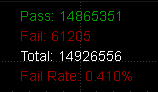 Pass: 14865351
Fail: 61205
Total: 14926556
Fail Rate: 0.410%